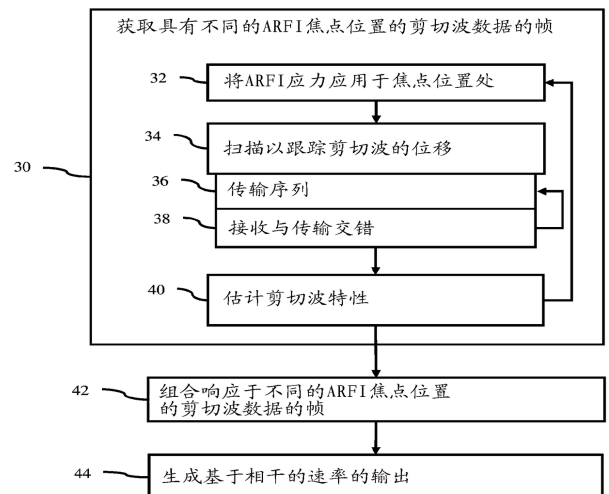 获取具有不同的ARFI焦点位置的剪切波数据的帧
32
将ARFI应力应用于焦点位置处
34
扫描以跟踪剪切波的位移
30
36
传输序列
38
接收与传输交错
40
估计剪切波特性
42
组合响应于不同的ARFI焦点位置
的剪切波数据的帧
44
生成基于相干的速率的输出